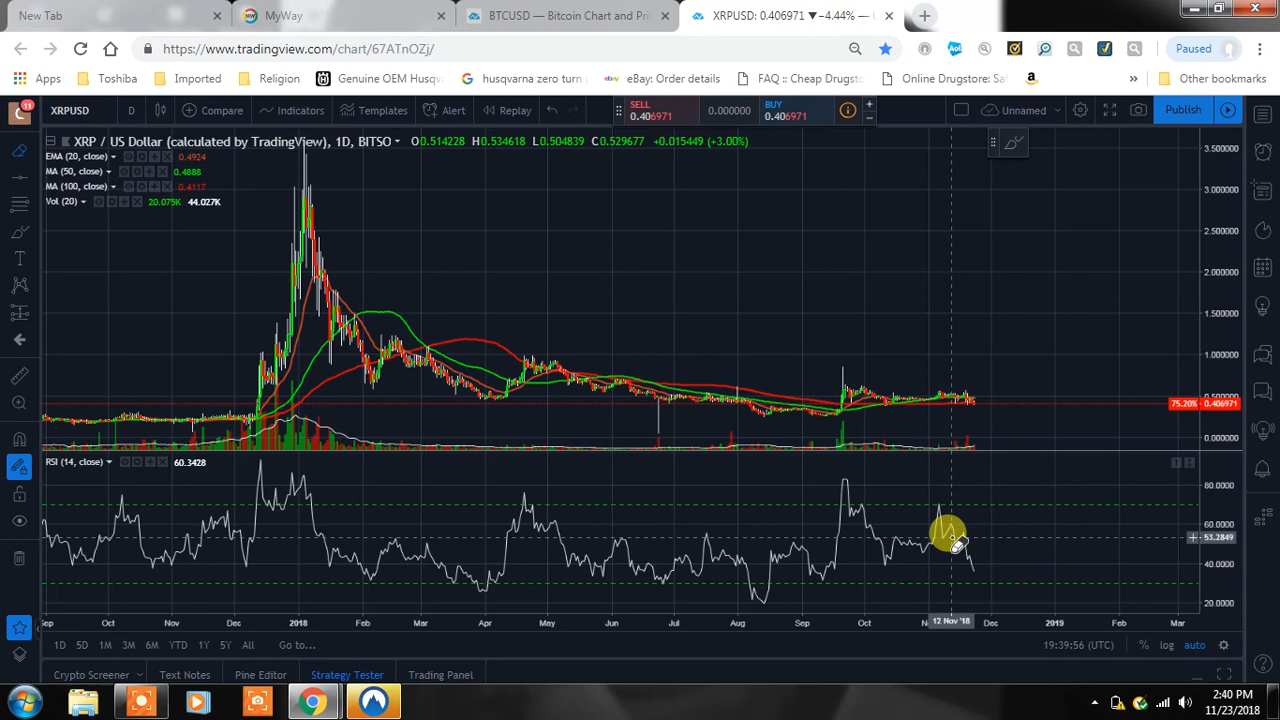 New Tab
MyWay
BTCUSD — Bitcoin Chart and Pri
XRPUSD: 0.406971 ▼−4.44% —
https://www.tradingview.com/chart/67ATnOZj/
Paused
Apps
Toshiba
Imported
Religion
Genuine OEM Husqv
husqvarna zero turn
eBay: Order detail
FAQ :: Cheap Drugst
Online Drugstore: Sal
»
Other bookmarks
11
XRPUSD
D
Compare
Indicators
Templates
Alert
Replay
SELL
0.406971
0.000000
BUY
0.406971
Unnamed
Publish
XRP / US Dollar (calculated by TradingView), 1D, BITSO
O0.514228 H0.534618 L0.504839 C0.529677 +0.015449 (+3.00%)
EMA (20, close) 0.4924
MA (50, close) 0.4888
MA (100, close) 0.4117
Vol (20) 20.075K 44.027K
3.500000
3.000000
2.500000
2.000000
1.500000
1.000000
0.500000
75.20% 0.406971
0.000000
RSI (14, close) 60.3428
80.0000
60.0000
53.2849
40.0000
20.0000
Sep Oct Nov Dec 2018 Feb Mar Apr May Jun Jul Aug Sep Oct 12 Nov '18 Dec 2019 Feb Mar
1D 5D 1M 3M 6M YTD 1Y 5Y All Go to...
19:39:56 (UTC) % log auto
Crypto Screener
Text Notes
Pine Editor
Strategy Tester
Trading Panel
2:40 PM
11/23/2018